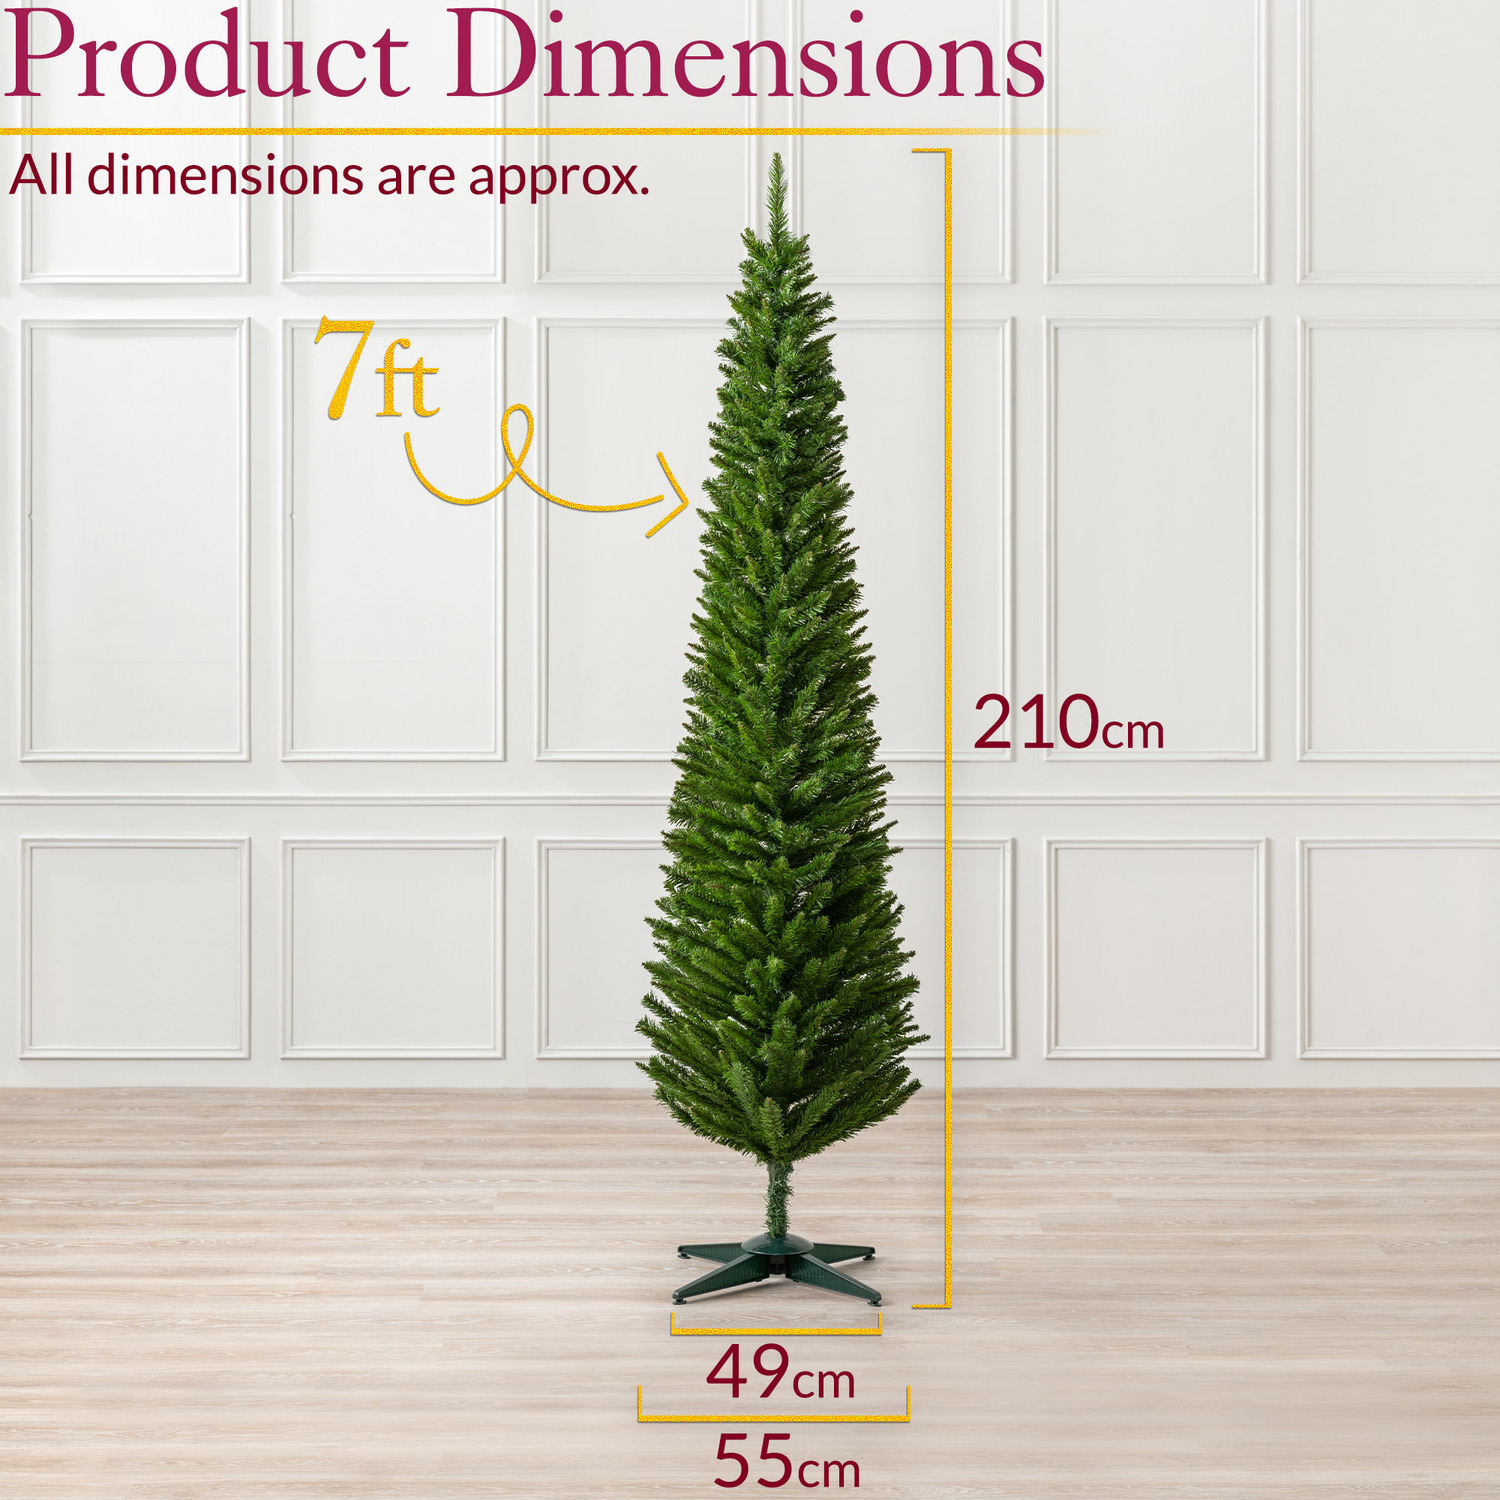 Product Dimensions
All dimensions are approx.
7ft
210cm
49cm
55cm